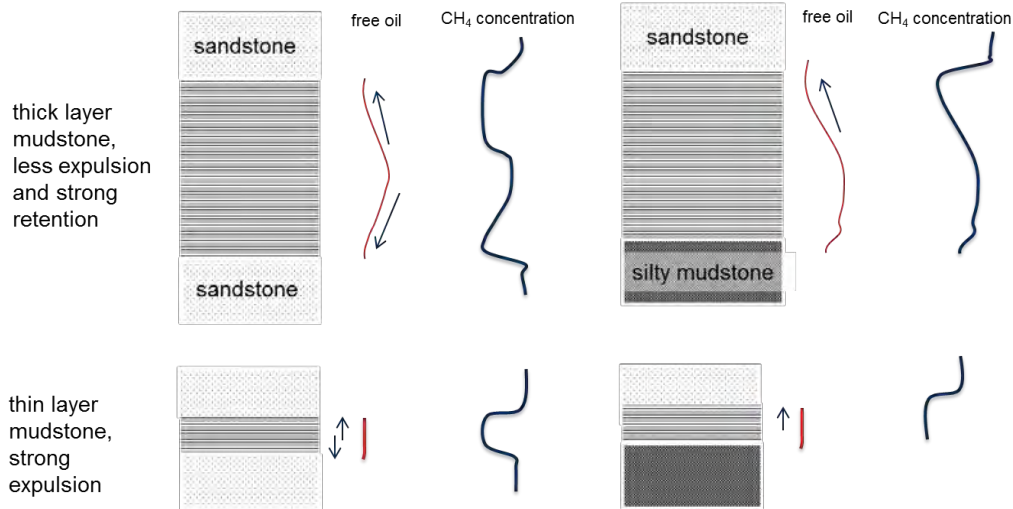 free oil
CH₄ concentration
free oil
CH₄ concentration
sandstone
sandstone
thick layer
mudstone,
less expulsion
and strong
retention
sandstone
silty mudstone
thin layer
mudstone,
strong
expulsion